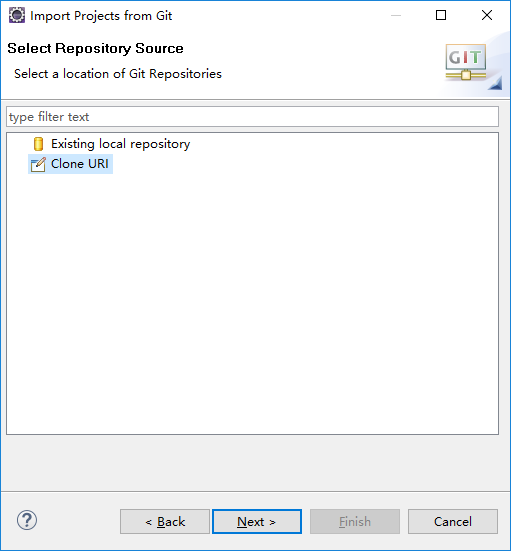 Import Projects from Git
Select Repository Source
Select a location of Git Repositories
GIT
type filter text
Existing local repository
Clone URI
?
< Back
Next >
Finish
Cancel